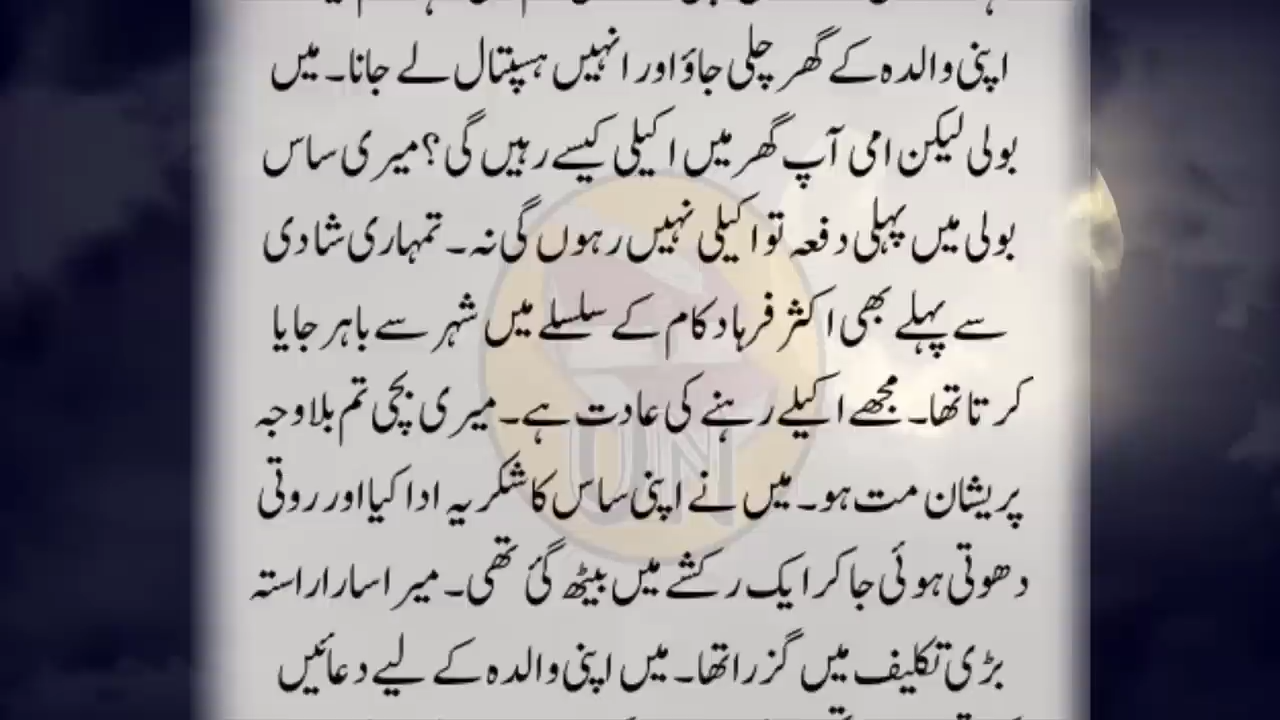 اپنی والدہ کے گھر چلی جاؤ اور انہیں ہسپتال لے جانا۔ میں
بولی لیکن امی آپ گھر میں اکیلی کیسے رہیں گی؟ میری ساس
بولی میں پہلی دفعہ تو اکیلی نہیں رہوں گی نہ۔ تمہاری شادی
سے پہلے بھی اکثر فرہاد کام کے سلسلے میں شہر سے باہر جایا
کرتا تھا۔ مجھے اکیلے رہنے کی عادت ہے۔ میری بچی تم بلاوجہ
پریشان مت ہو۔ میں نے اپنی ساس کا شکریہ ادا کیا اور روتی
دھوتی ہوئی جا کر ایک رکشے میں بیٹھ گئی تھی۔ میرا سارا راستہ
بڑی تکلیف میں گزرا تھا۔ میں اپنی والدہ کے لیے دعائیں
UN